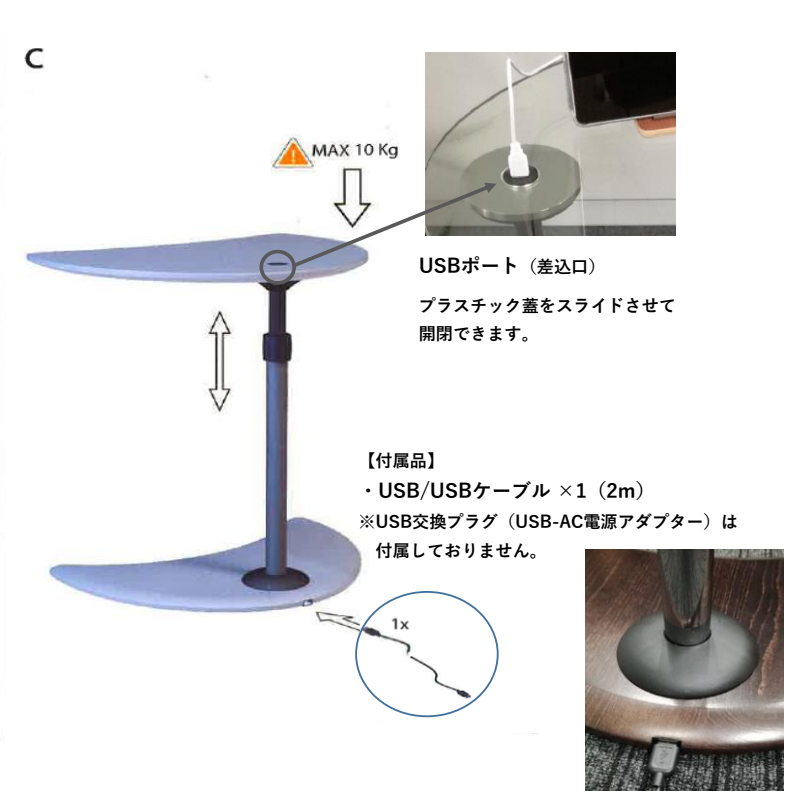 C
MAX 10 Kg
USBポート（差込口）
プラスチック蓋をスライドさせて
開閉できます。
【付属品】
・USB/USBケーブル ×1（2m）
※USB交換プラグ（USB-AC電源アダプター）は
付属しておりません。
1x